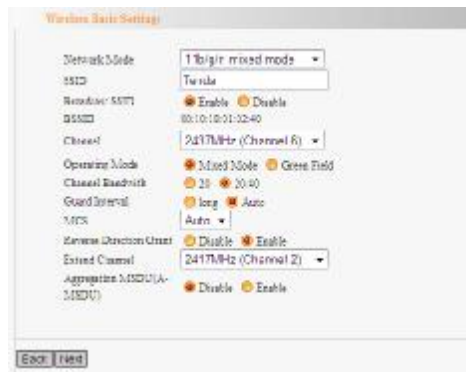 Wireless Basic Settings
Network Mode 11b/g/n mixed mode
SSID Tenda
Broadcast SSID Enable Disable
BSSID
Channel 2437MHz (Channel 6)
Operating Mode Mixed Mode Green Field
Channel Bandwith 20 20/40
Guard Interval long Auto
MCS Auto
Reverse Direction Grant Disable Enable
Extend Channel 2417MHz (Channel 2)
Aggregation MSDU(A-
MSDU) Disable Enable
Back Next